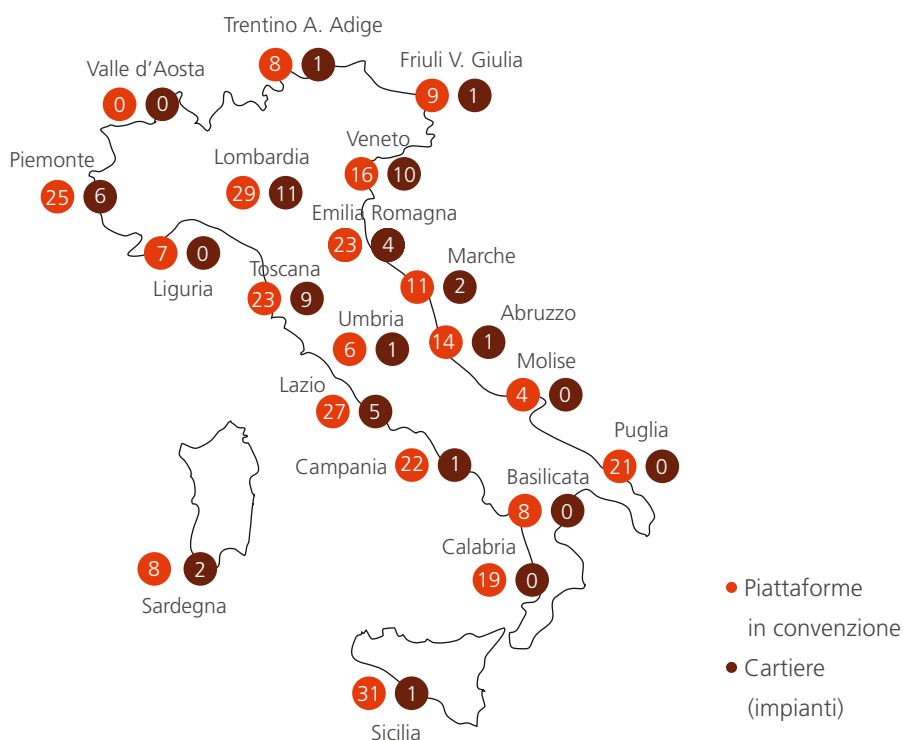 Trentino A. Adige
8 1
Friuli V. Giulia
9 1
Valle d'Aosta
0 0
Veneto
16 10
Lombardia
29 11
Piemonte
25 6
Emilia Romagna
23 4
Liguria
7 0
Marche
11 2
Toscana
23 9
Abruzzo
14 1
Umbria
6 1
Molise
4 0
Lazio
27 5
Puglia
21 0
Campania
22 1
Basilicata
8 0
Calabria
19 0
8 2
Sardegna
31 1
Sicilia
Piattaforme
in convenzione
Cartiere
(impianti)